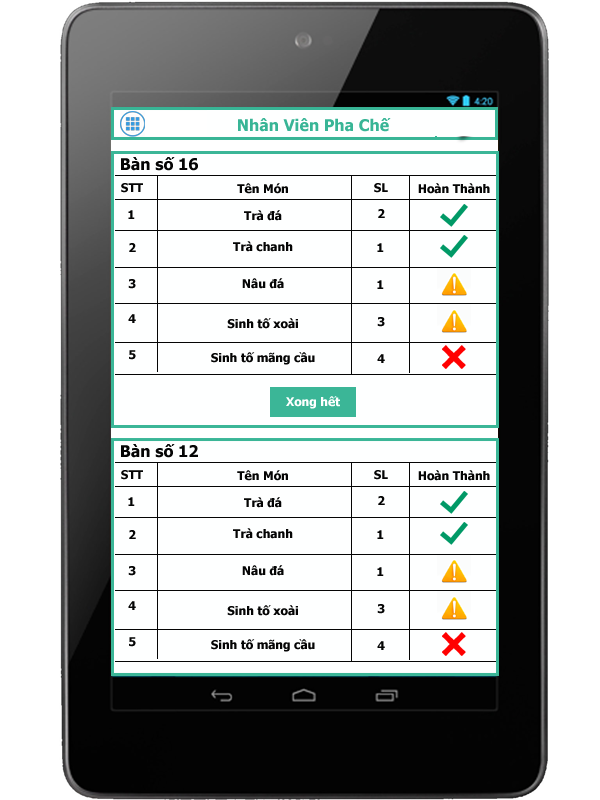 4:20
Nhân Viên Pha Chế
Bàn số 16
STT Tên Món SL Hoàn Thành
1 Trà đá 2
2 Trà chanh 1
3 Nâu đá 1
4 Sinh tố xoài 3
5 Sinh tố mãng cầu 4
Xong hết
Bàn số 12
STT Tên Món SL Hoàn Thành
1 Trà đá 2
2 Trà chanh 1
3 Nâu đá 1
4 Sinh tố xoài 3
5 Sinh tố mãng cầu 4